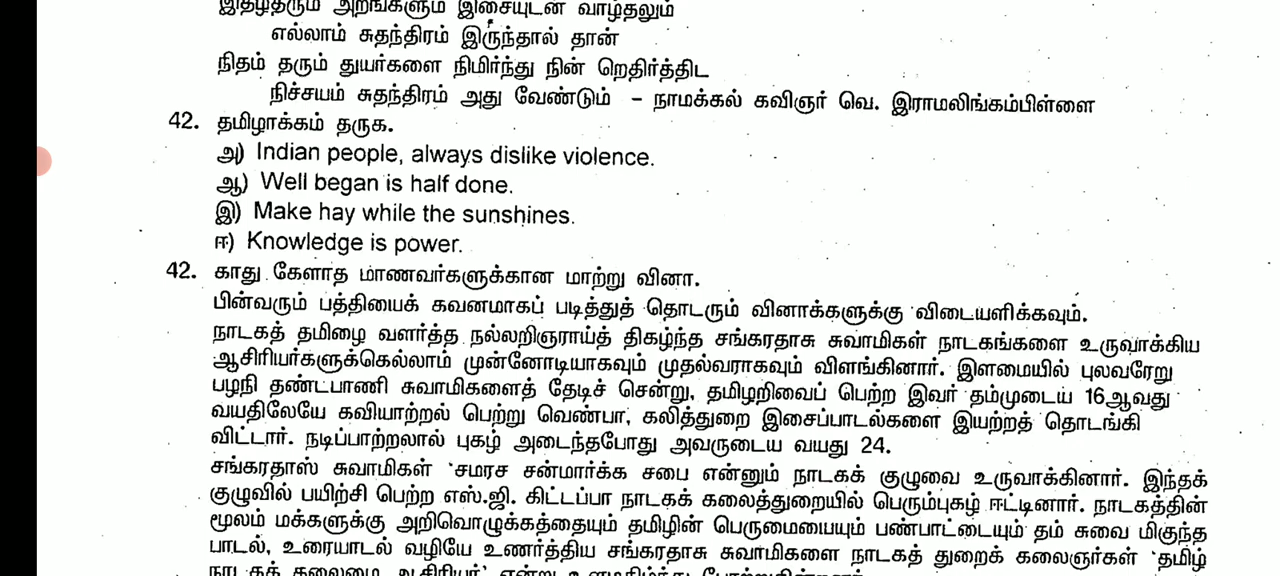 இதழ்தரும் அறங்களும் இசையுடன் வாழ்தலும்
எல்லாம் சுதந்திரம் இருந்தால் தான்
நிதம் தரும் துயர்களை நிமிர்ந்து நின் றெதிர்த்திட
நிச்சயம் சுதந்திரம் அது வேண்டும் – நாமக்கல் கவிஞர் வெ. இராமலிங்கம்பிள்ளை
42. தமிழாக்கம் தருக.
அ) Indian people, always dislike violence.
ஆ) Well began is half done.
இ) Make hay while the sunshines.
ஈ) Knowledge is power.
42. காது கேளாத மாணவர்களுக்கான மாற்று வினா.
பின்வரும் பத்தியைக் கவனமாகப் படித்துத் தொடரும் வினாக்களுக்கு விடையளிக்கவும்.
நாடகத் தமிழை வளர்த்த நல்லறிஞராய்த் திகழ்ந்த சங்கரதாசு சுவாமிகள் நாடகங்களை உருவாக்கிய
ஆசிரியர்களுக்கெல்லாம் முன்னோடியாகவும் முதல்வராகவும் விளங்கினார். இளமையில் புலவரேறு
பழநி தண்டபாணி சுவாமிகளைத் தேடிச் சென்று, தமிழறிவைப் பெற்ற இவர் தம்முடைய 16ஆவது
வயதிலேயே கவியாற்றல் பெற்று வெண்பா, கலித்துறை இசைப்பாடல்களை இயற்றத் தொடங்கி
விட்டார். நடிப்பாற்றலால் புகழ் அடைந்தபோது அவருடைய வயது 24.
சங்கரதாஸ் சுவாமிகள் ‘சமரச சன்மார்க்க சபை என்னும் நாடகக் குழுவை உருவாக்கினார். இந்தக்
குழுவில் பயிற்சி பெற்ற எஸ்.ஜி. கிட்டப்பா நாடகக் கலைத்துறையில் பெரும்புகழ் ஈட்டினார். நாடகத்தின்
மூலம் மக்களுக்கு அறிவொழுக்கத்தையும் தமிழின் பெருமையையும் பண்பாட்டையும் தம் சுவை மிகுந்த
பாடல், உரையாடல் வழியே உணர்த்திய சங்கரதாசு சுவாமிகளை நாடகத் துறைக் கலைஞர்கள் ‘தமிழ்
நாடகக் தலைமை ஆசிரியர்’ என்று